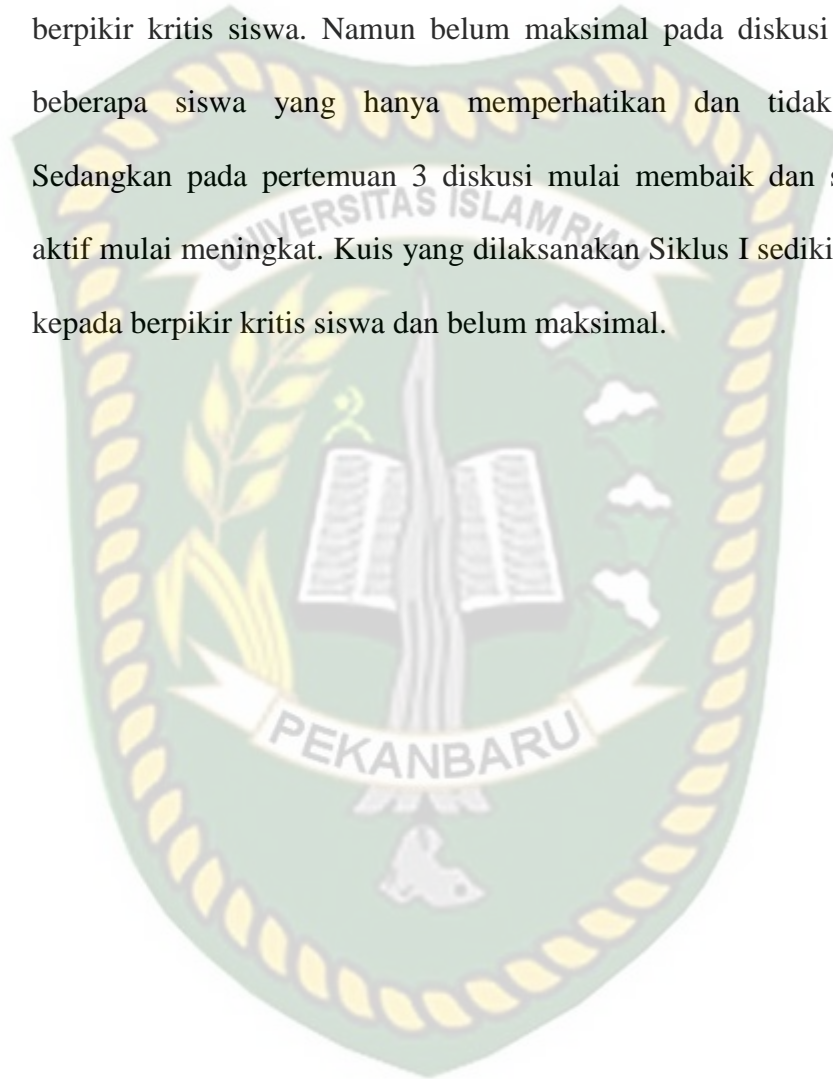 berpikir kritis siswa. Namun belum maksimal pada diskusi
beberapa siswa yang hanya memperhatikan dan tidak
Sedangkan pada pertemuan 3 diskusi mulai membaik dan s
UNIVERSITAS ISLAM RIAU
aktif mulai meningkat. Kuis yang dilaksanakan Siklus I sediki
kepada berpikir kritis siswa dan belum maksimal.
PEKANBARU